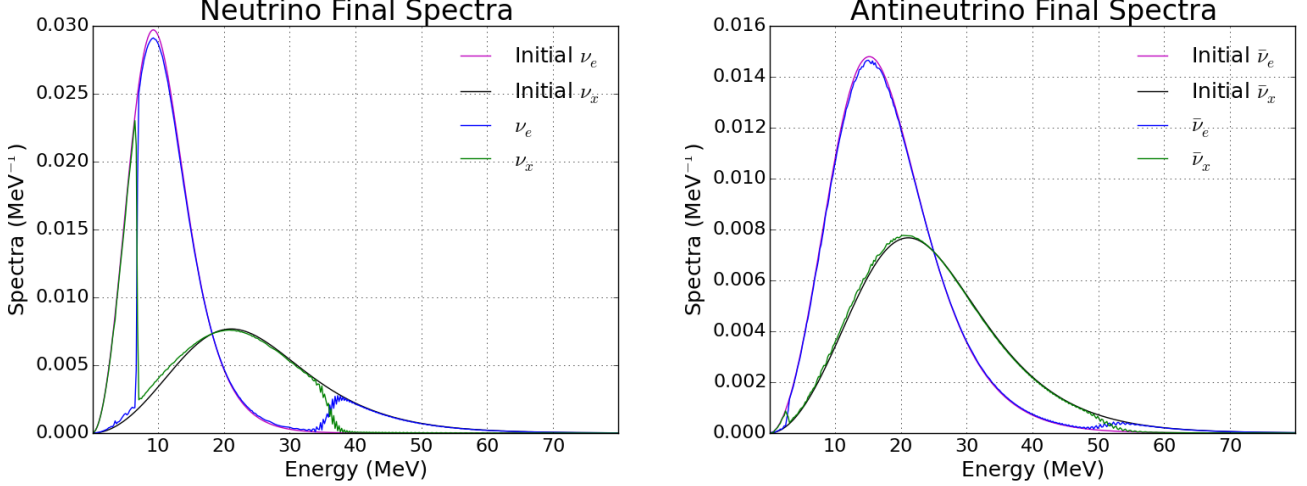 Neutrino Final Spectra
Spectra (MeV⁻¹)
0.030
0.025
0.020
0.015
0.010
0.005
0.000
Initial νₑ
Initial νₓ
νₑ
νₓ
10 20 30 40 50 60 70
Energy (MeV)
Antineutrino Final Spectra
Spectra (MeV⁻¹)
0.016
0.014
0.012
0.010
0.008
0.006
0.004
0.002
0.000
Initial ν̄ₑ
Initial ν̄ₓ
ν̄ₑ
ν̄ₓ
10 20 30 40 50 60 70
Energy (MeV)